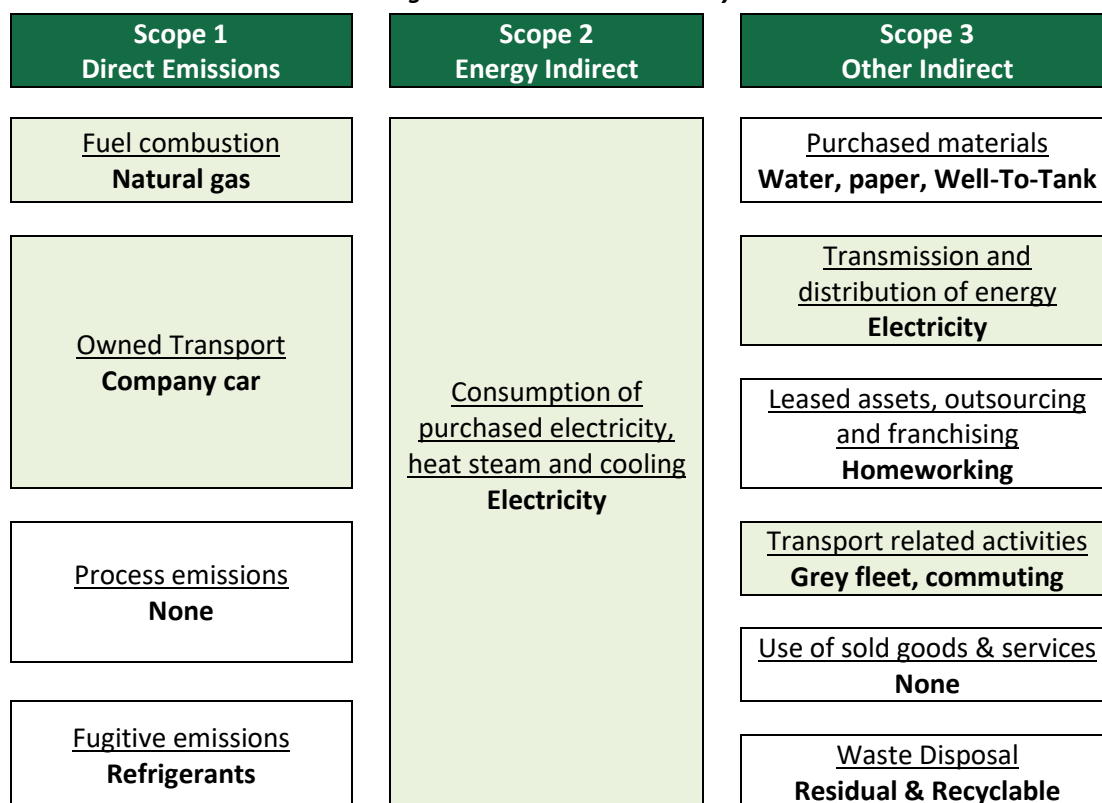 Scope 1
Direct Emissions
Fuel combustion
Natural gas
Owned Transport
Company car
Process emissions
None
Fugitive emissions
Refrigerants
Scope 2
Energy Indirect
Consumption of
purchased electricity,
heat steam and cooling
Electricity
Scope 3
Other Indirect
Purchased materials
Water, paper, Well-To-Tank
Transmission and
distribution of energy
Electricity
Leased assets, outsourcing
and franchising
Homeworking
Transport related activities
Grey fleet, commuting
Use of sold goods & services
None
Waste Disposal
Residual & Recyclable